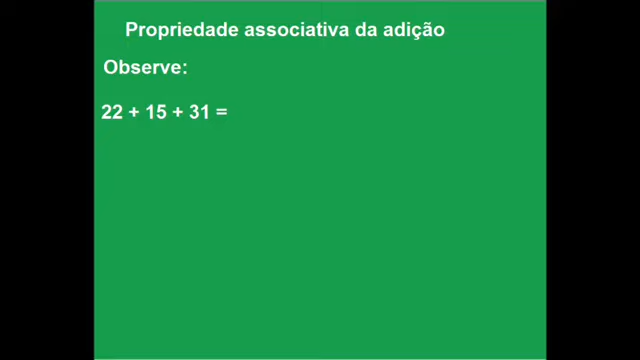 Propriedade associativa da adição
Observe:
22 + 15 + 31 =